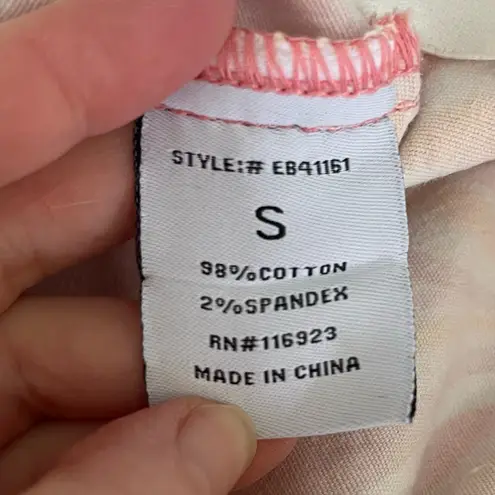 STYLE:# EB41161
S
98%COTTON
2%SPANDEX
RN#116923
MADE IN CHINA